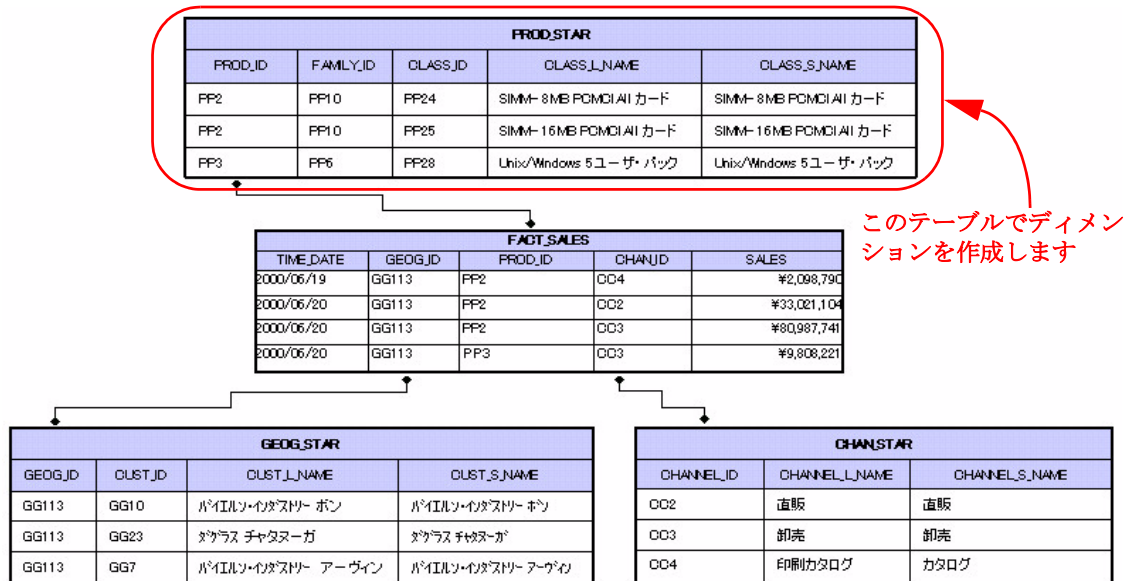 PROD_STAR
PROD_ID FAMILY_ID CLASS_ID CLASS_L_NAME CLASS_S_NAME
PP2 PP10 PP24 SIMM- 8MB PCMCIAII カード SIMM- 8MB PCMCIAII カード
PP2 PP10 PP25 SIMM- 16MB PCMCIAII カード SIMM- 16MB PCMCIAII カード
PP3 PP6 PP28 Unix/Windows 5ユーザ・パック Unix/Windows 5ユーザ・パック
このテーブルでディメン
ションを作成します
FACT_SALES
TIME_DATE GEOG_ID PROD_ID CHAN_ID SALES
2000/06/19 GG113 PP2 CC4 ¥2,098,790
2000/06/20 GG113 PP2 CC2 ¥33,021,104
2000/06/20 GG113 PP2 CC3 ¥80,987,741
2000/06/20 GG113 PP3 CC3 ¥9,808,221
GEOG_STAR
GEOG_ID CUST_ID CUST_L_NAME CUST_S_NAME
GG113 GG10 バイエルン・インダストリー ボン バイエルン・インダストリー ボン
GG113 GG23 ダグラス チャタヌーガ ダグラス チャタヌーガ
GG113 GG7 バイエルン・インダストリー アーヴィン バイエルン・インダストリー アーヴィン
CHAN_STAR
CHANNEL_ID CHANNEL_L_NAME CHANNEL_S_NAME
CC2 直販 直販
CC3 卸売 卸売
CC4 印刷カタログ カタログ